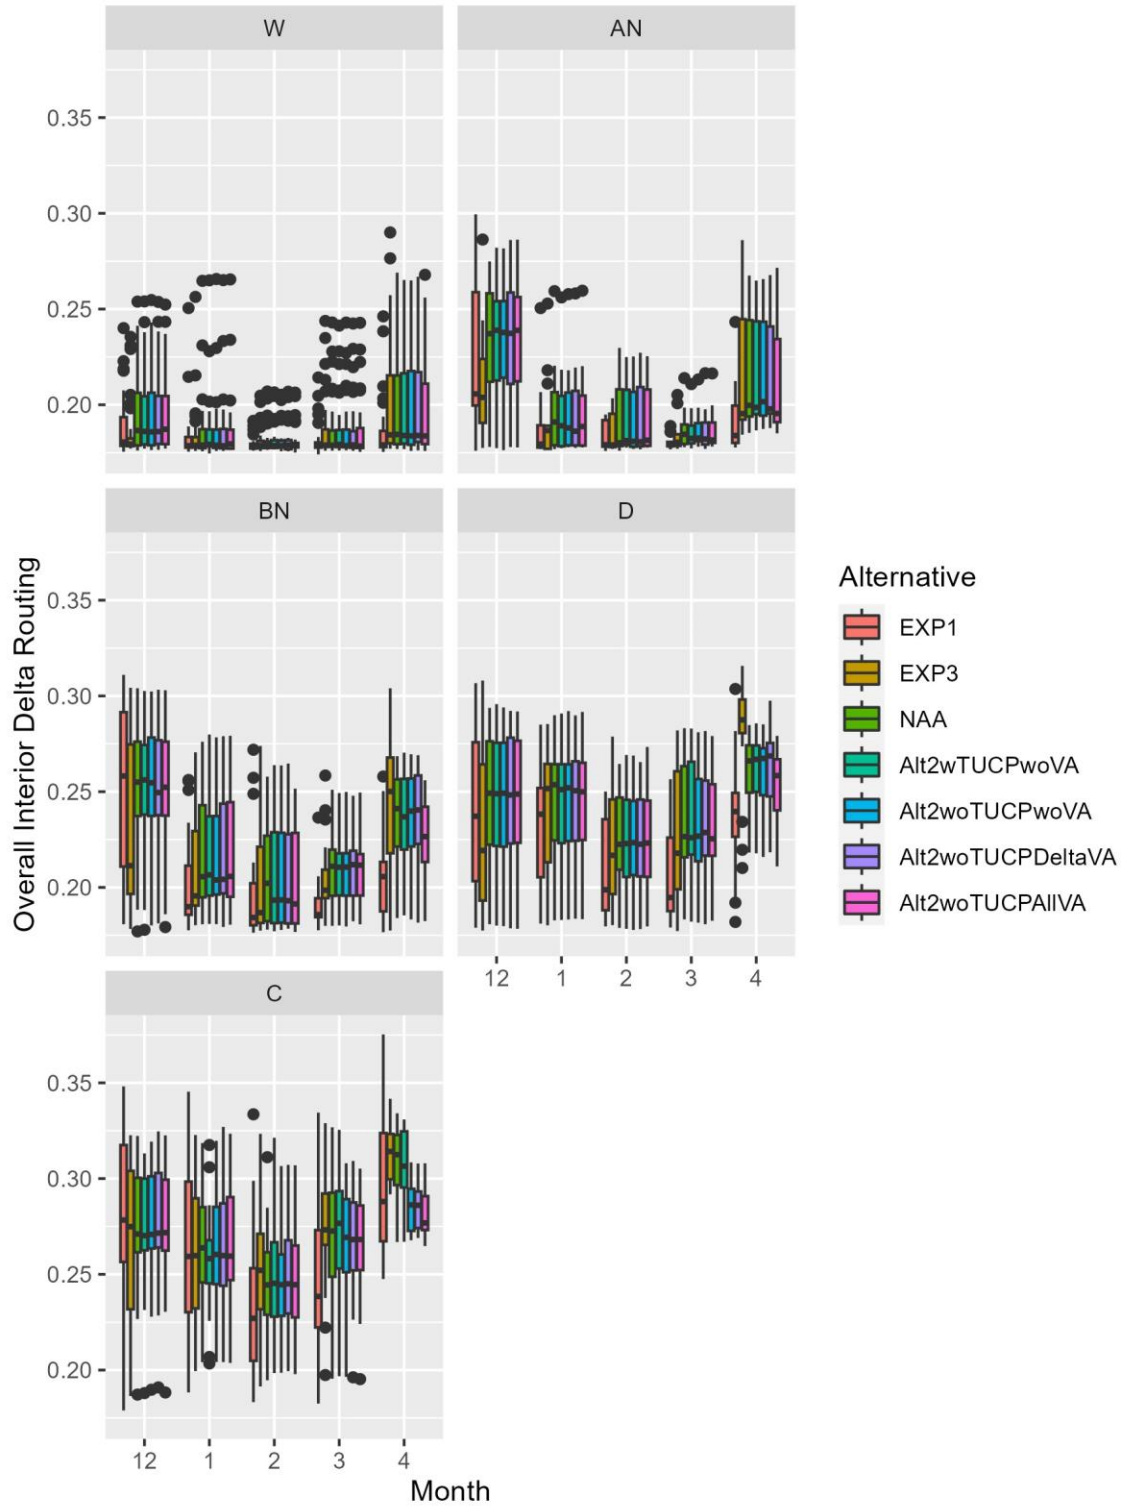 W
AN
0.35
0.30
0.25
0.20
BN
D
0.35
0.30
0.25
0.20
12 1 2 3 4
C
0.35
0.30
0.25
0.20
12 1 2 3 4
Month
Overall Interior Delta Routing
Alternative
EXP1
EXP3
NAA
Alt2wTUCPwoVA
Alt2woTUCPwoVA
Alt2woTUCPDeltaVA
Alt2woTUCPAllVA